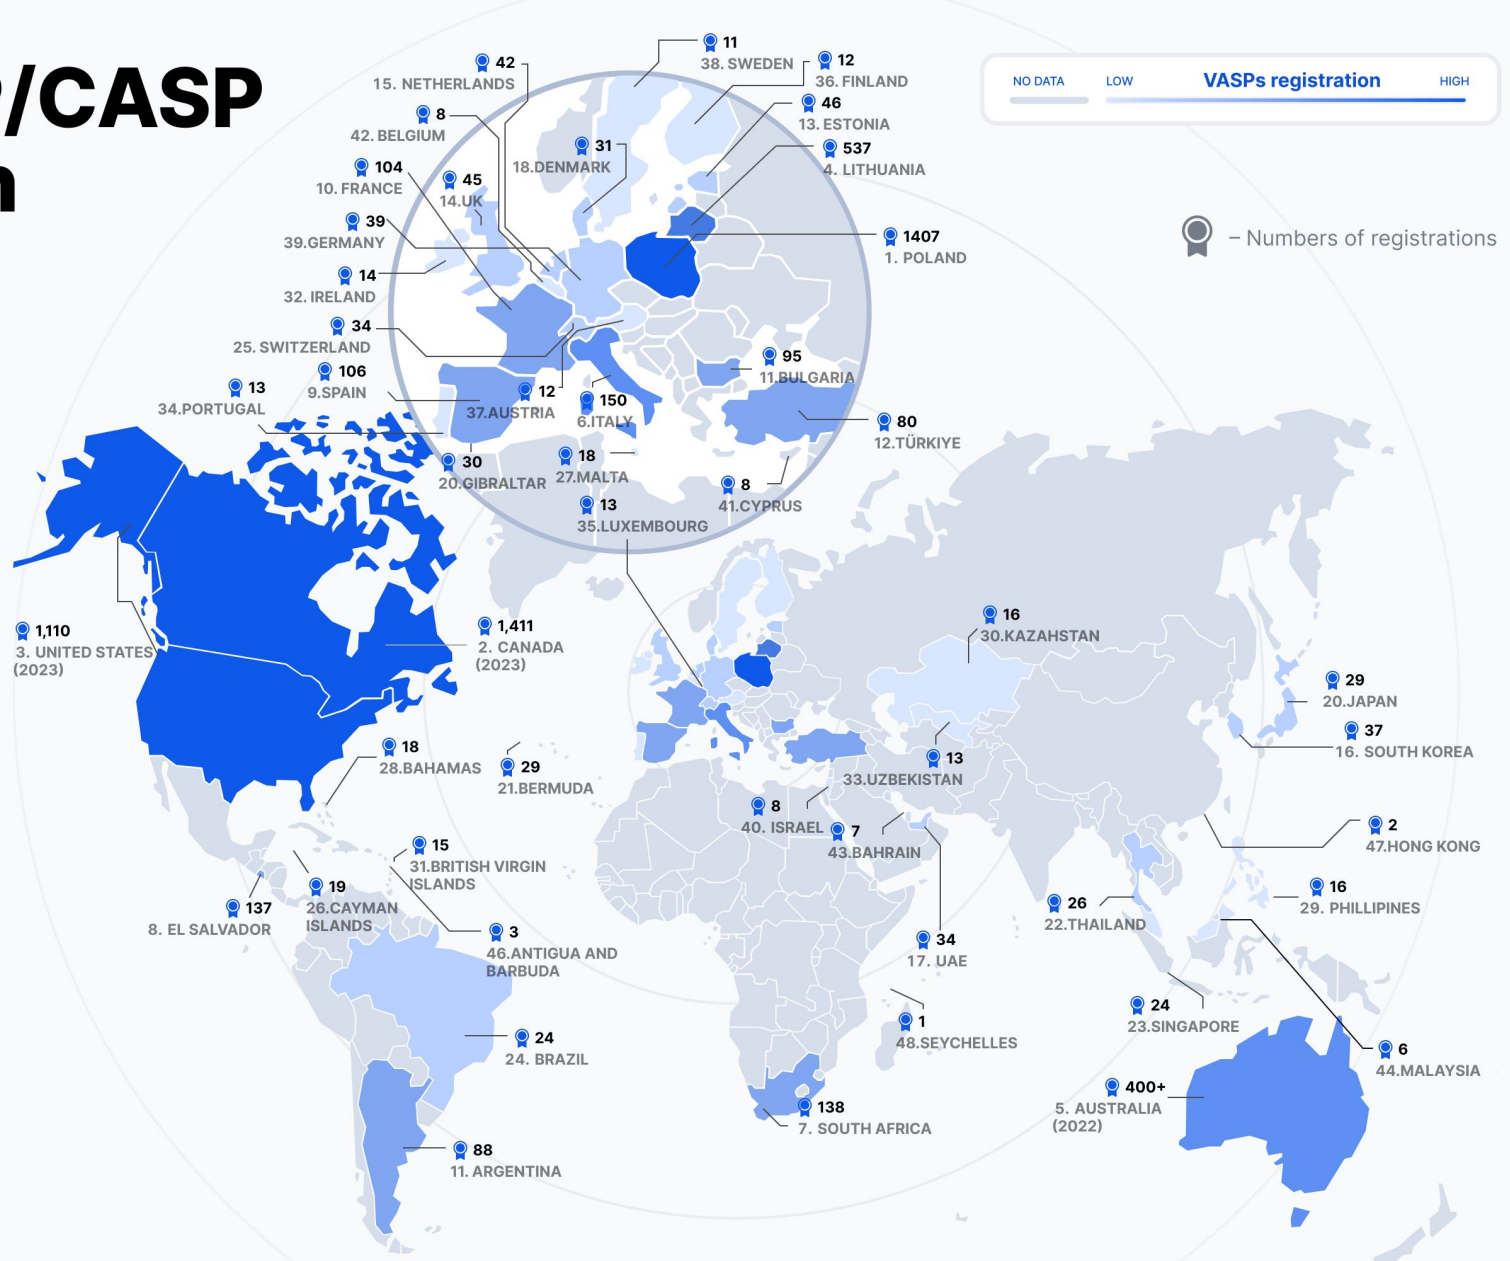 /CASP
NO DATA
LOW
VASPs registration
HIGH
– Numbers of registrations
42
15. NETHERLANDS
11
38. SWEDEN
12
36. FINLAND
8
42. BELGIUM
46
13. ESTONIA
31
18.DENMARK
537
4. LITHUANIA
104
10. FRANCE
45
14.UK
39
39.GERMANY
1407
1. POLAND
14
32. IRELAND
34
25. SWITZERLAND
95
11.BULGARIA
106
9.SPAIN
13
34.PORTUGAL
12
37.AUSTRIA
150
6.ITALY
80
12.TÜRKIYE
30
20.GIBRALTAR
18
27.MALTA
8
41.CYPRUS
13
35.LUXEMBOURG
1,110
3. UNITED STATES
(2023)
1,411
2. CANADA
(2023)
16
30.KAZAHSTAN
29
20.JAPAN
37
16. SOUTH KOREA
18
28.BAHAMAS
29
21.BERMUDA
13
33.UZBEKISTAN
8
40. ISRAEL
7
43.BAHRAIN
2
47.HONG KONG
15
31.BRITISH VIRGIN
ISLANDS
19
26.CAYMAN
ISLANDS
137
8. EL SALVADOR
3
46.ANTIGUA AND
BARBUDA
26
22.THAILAND
16
29. PHILLIPINES
34
17. UAE
24
23.SINGAPORE
1
48.SEYCHELLES
24
24. BRAZIL
6
44.MALAYSIA
138
7. SOUTH AFRICA
400+
5. AUSTRALIA
(2022)
88
11. ARGENTINA